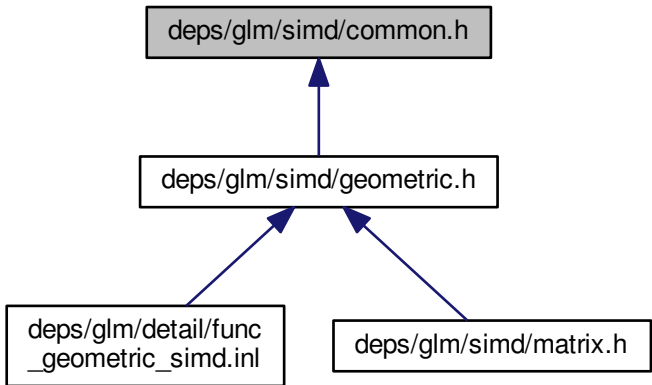 deps/glm/simd/common.h
deps/glm/simd/geometric.h
deps/glm/detail/func
_geometric_simd.inl
deps/glm/simd/matrix.h